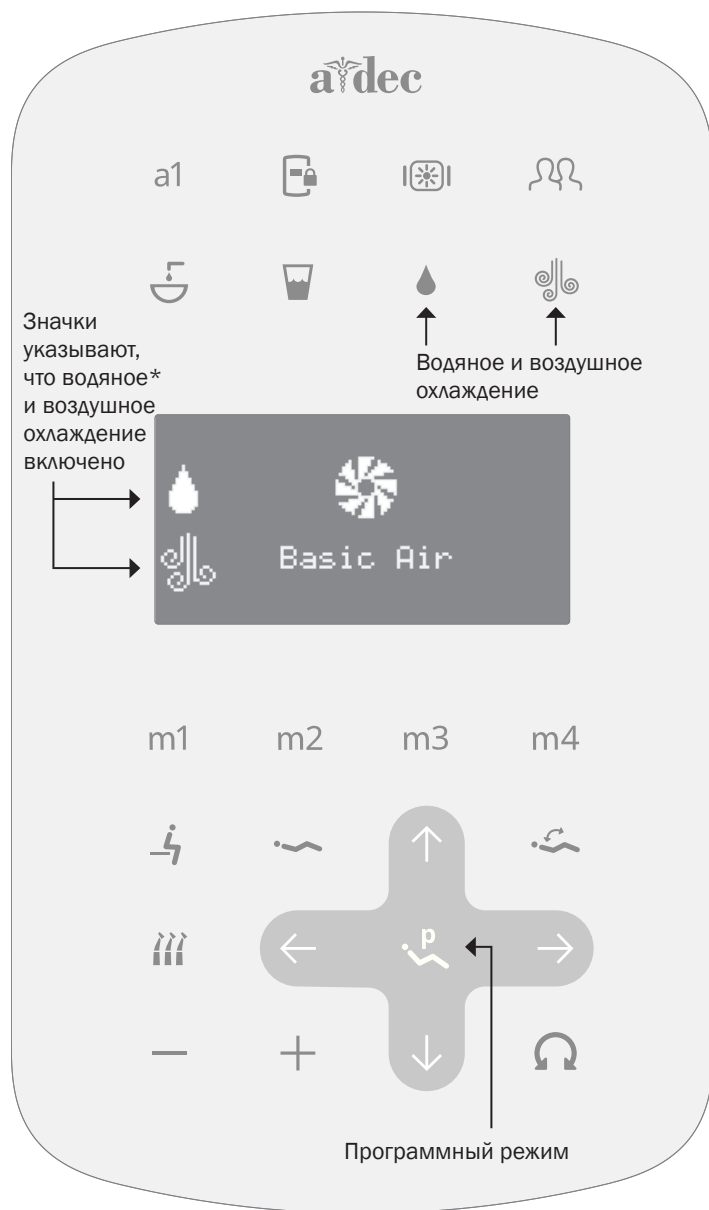 a dec
a1
Значки
указывают,
что водяное*
и воздушное
охлаждение
включено
Водяное и воздушное
охлаждение
Basic Air
m1 m2 m3 m4
p
Программный режим